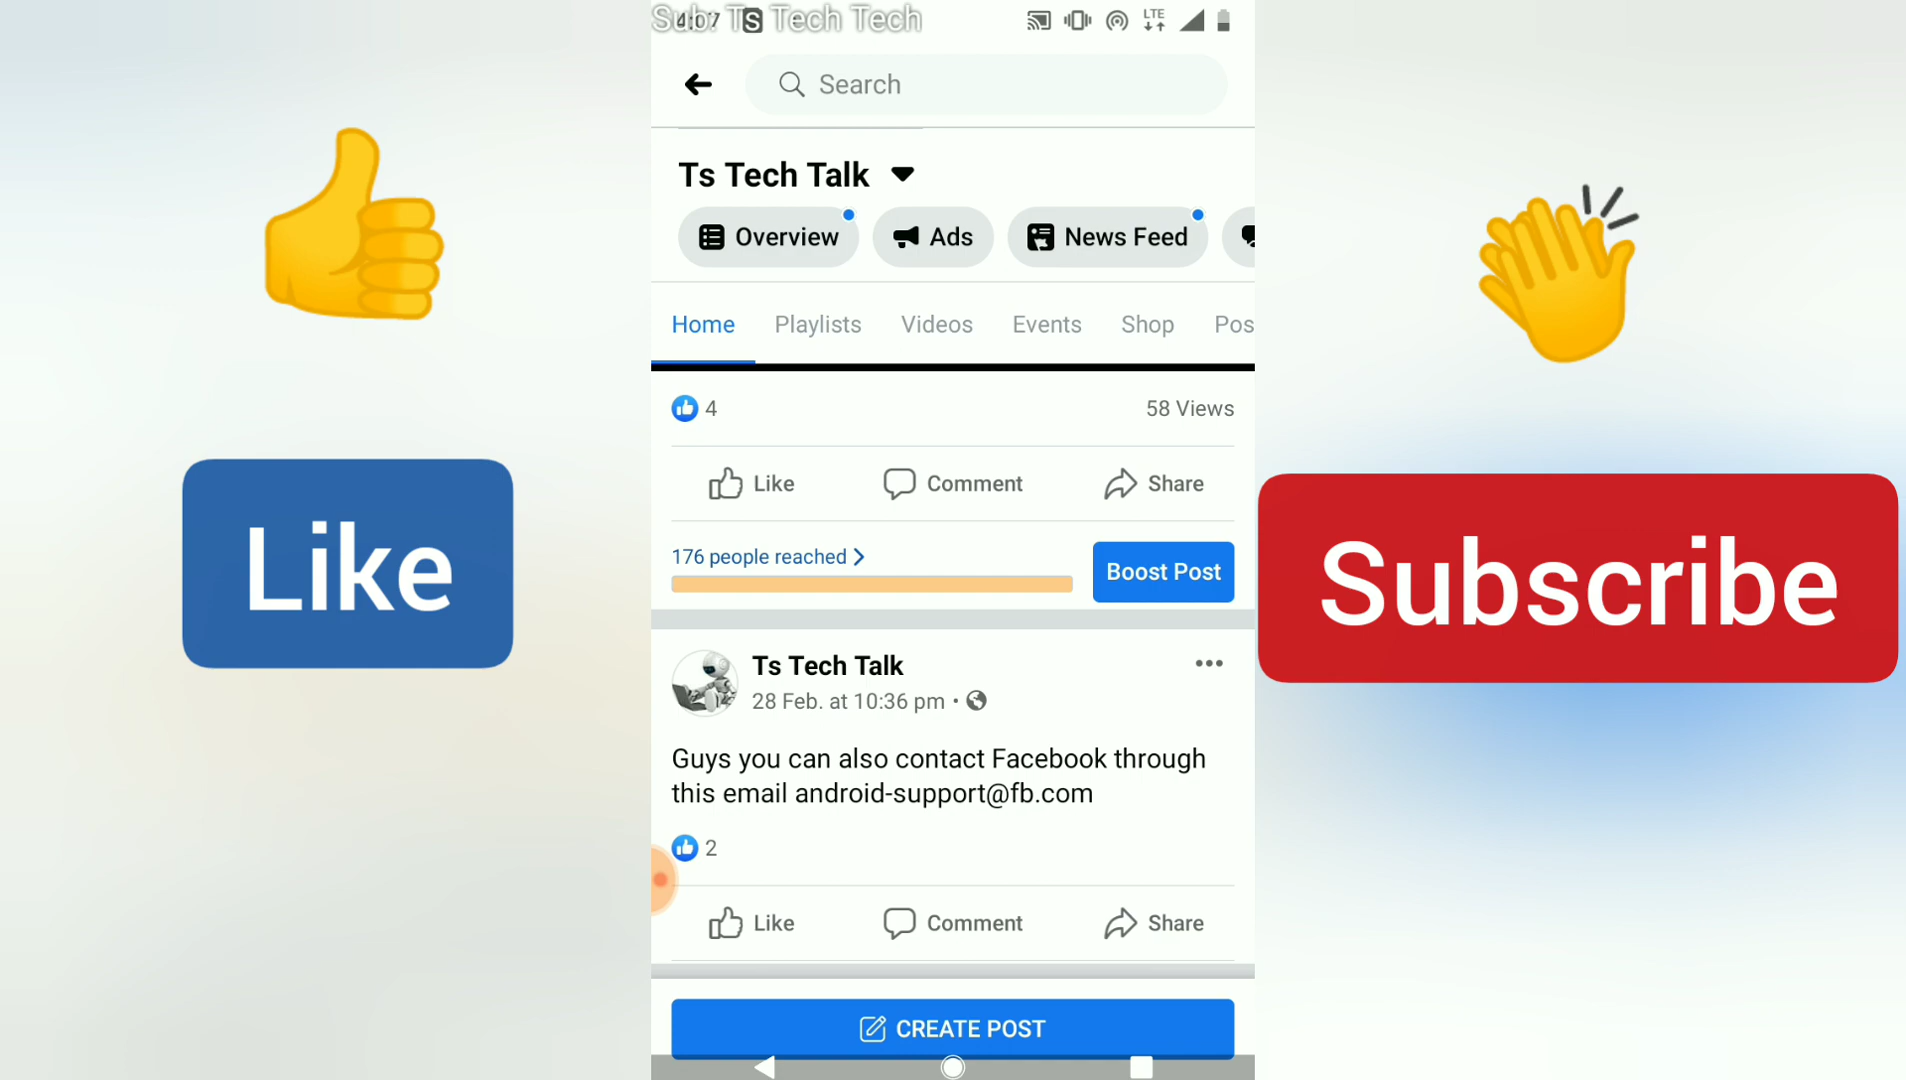 Sub: Ts Tech Tech
LTE
Search
Ts Tech Talk
Overview
Ads
News Feed
Home
Playlists
Videos
Events
Shop
Pos
4
58 Views
Like
Comment
Share
176 people reached
Boost Post
Ts Tech Talk
28 Feb. at 10:36 pm •
Guys you can also contact Facebook through
this email android-support@fb.com
2
Like
Comment
Share
CREATE POST
Like
Subscribe